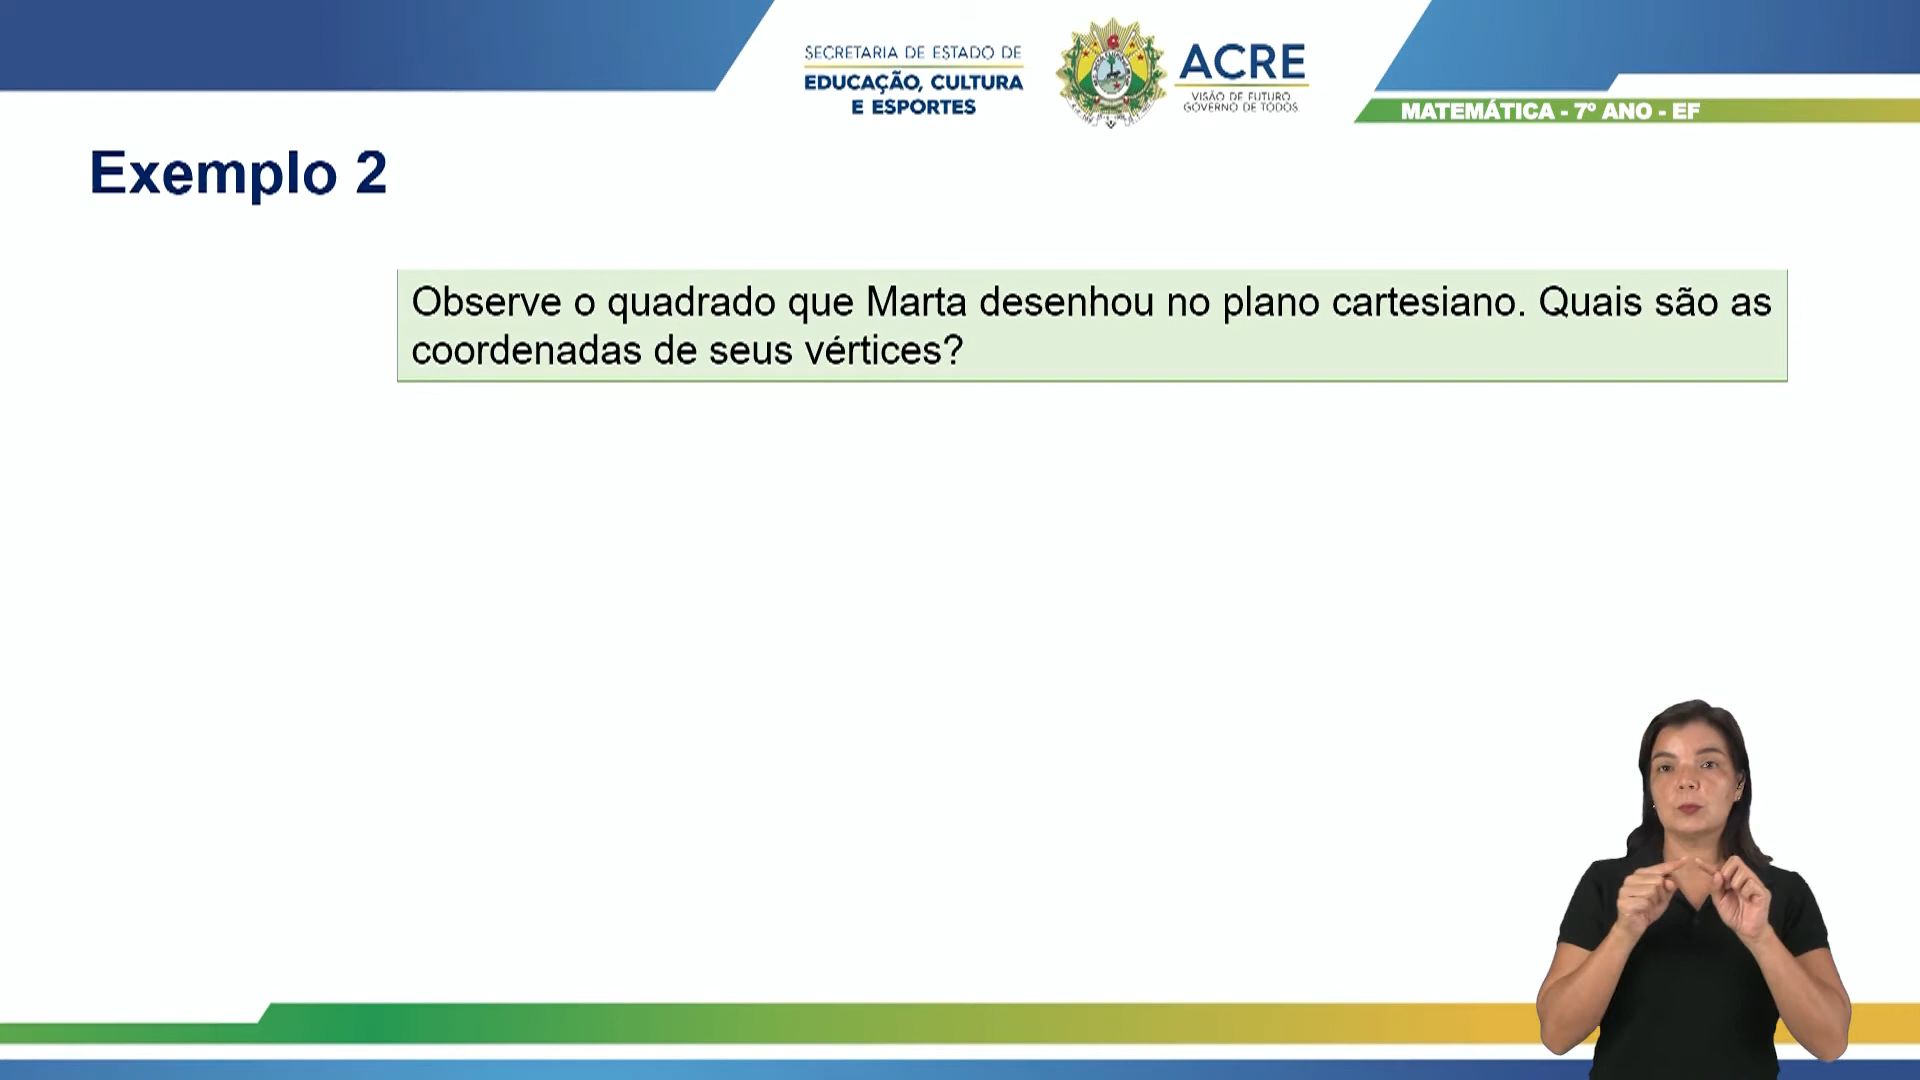 SECRETARIA DE ESTADO DE
EDUCAÇÃO, CULTURA
E ESPORTES
ACRE
VISÃO DE FUTURO
GOVERNO DE TODOS
MATEMÁTICA - 7º ANO - EF
Exemplo 2
Observe o quadrado que Marta desenhou no plano cartesiano. Quais são as
coordenadas de seus vértices?